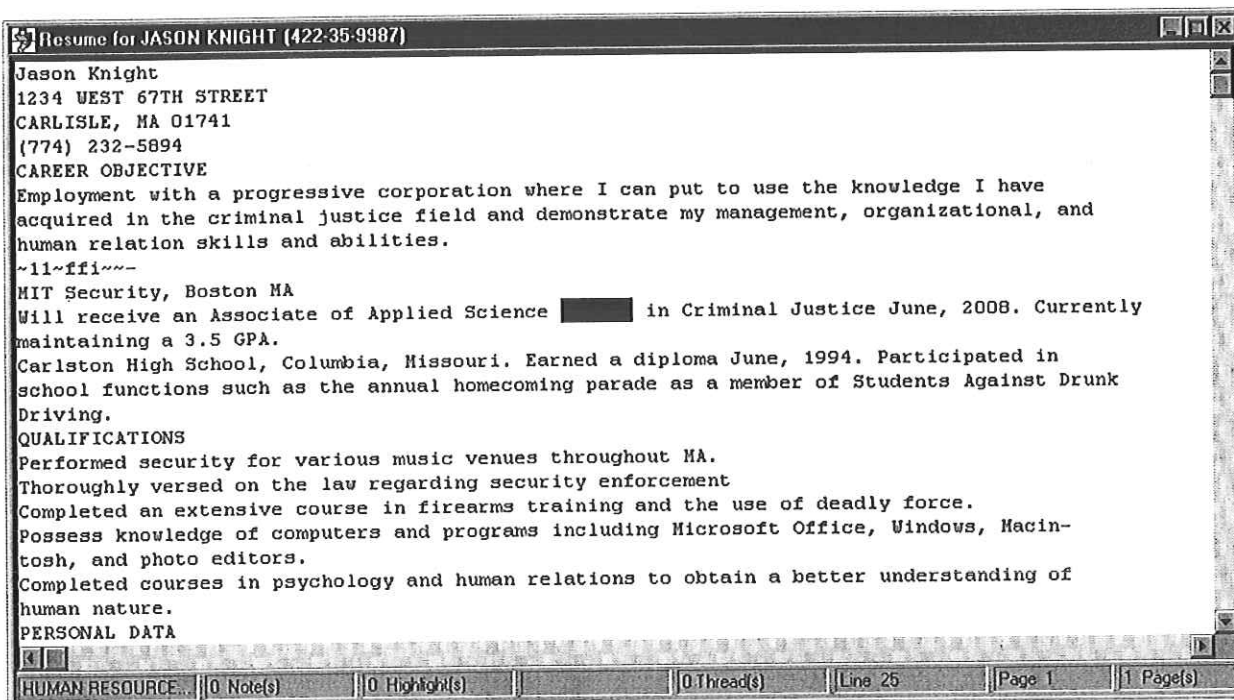 Resume for JASON KNIGHT (422-35-9987)
Jason Knight
1234 WEST 67TH STREET
CARLISLE, MA 01741
(774) 232-5894
CAREER OBJECTIVE
Employment with a progressive corporation where I can put to use the knowledge I have
acquired in the criminal justice field and demonstrate my management, organizational, and
human relation skills and abilities.
~11~ffi~~-
MIT Security, Boston MA
Will receive an Associate of Applied Science in Criminal Justice June, 2008. Currently
maintaining a 3.5 GPA.
Carlston High School, Columbia, Missouri. Earned a diploma June, 1994. Participated in
school functions such as the annual homecoming parade as a member of Students Against Drunk
Driving.
QUALIFICATIONS
Performed security for various music venues throughout MA.
Thoroughly versed on the law regarding security enforcement
Completed an extensive course in firearms training and the use of deadly force.
Possess knowledge of computers and programs including Microsoft Office, Windows, Macin-
tosh, and photo editors.
Completed courses in psychology and human relations to obtain a better understanding of
human nature.
PERSONAL DATA
HUMAN RESOURCE... 0 Note(s) 0 Highlight(s) 0 Thread(s) Line 25 Page 1 1 Page(s)